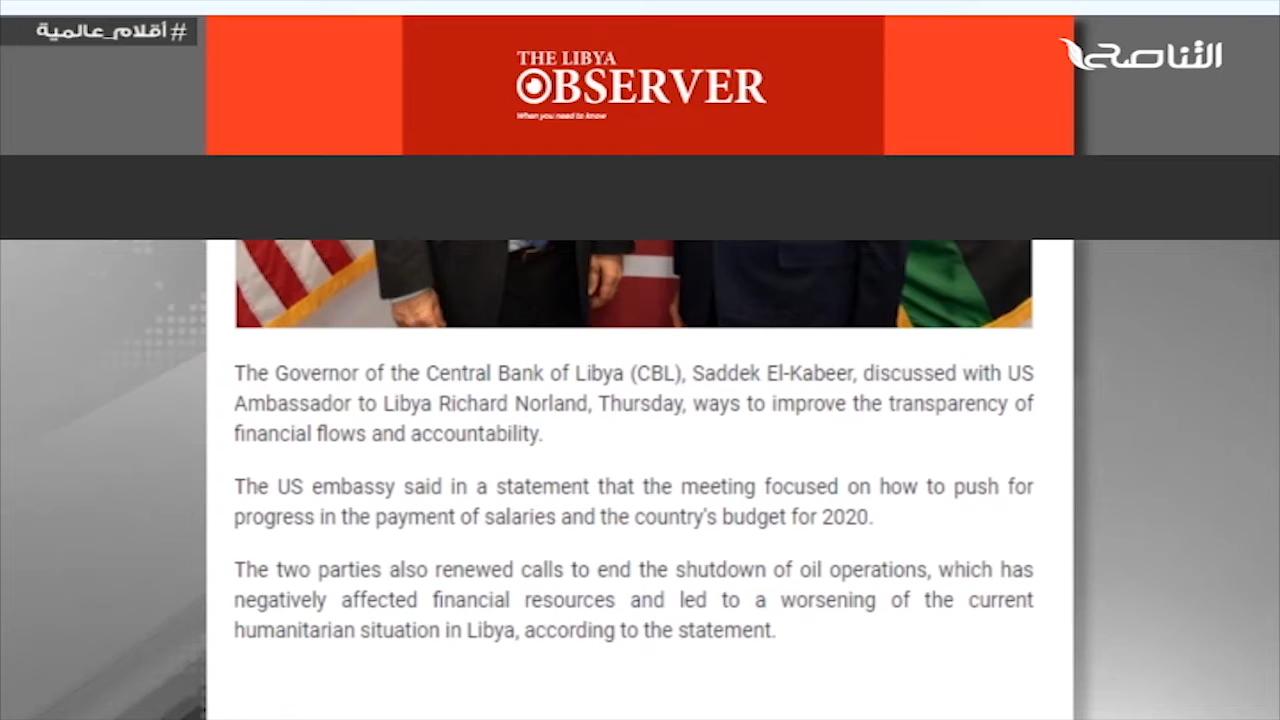 #أقلام_عالمية
THE LIBYA
OBSERVER
When you need to know
التناصح
The Governor of the Central Bank of Libya (CBL), Saddek El-Kabeer, discussed with US
Ambassador to Libya Richard Norland, Thursday, ways to improve the transparency of
financial flows and accountability.
The US embassy said in a statement that the meeting focused on how to push for
progress in the payment of salaries and the country's budget for 2020.
The two parties also renewed calls to end the shutdown of oil operations, which has
negatively affected financial resources and led to a worsening of the current
humanitarian situation in Libya, according to the statement.